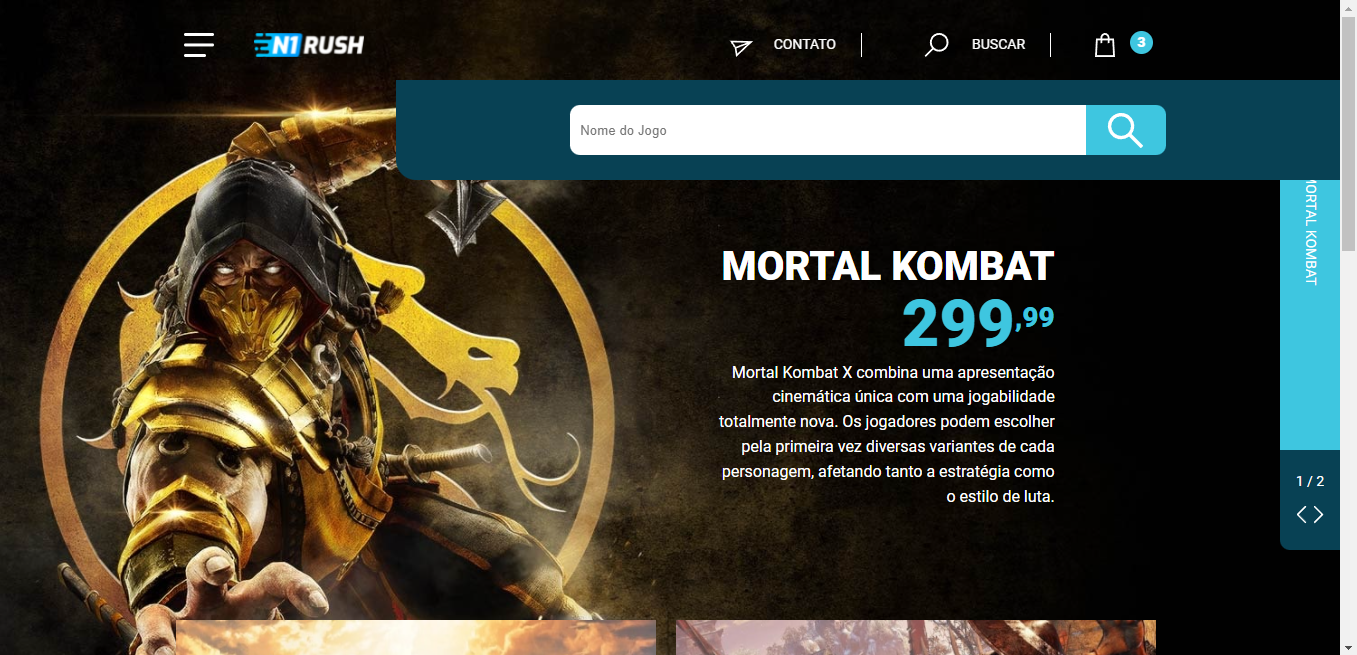 N1 RUSH
CONTATO
BUSCAR
3
Nome do Jogo
MORTAL KOMBAT
MORTAL KOMBAT
299,99
Mortal Kombat X combina uma apresentação
cinemática única com uma jogabilidade
totalmente nova. Os jogadores podem escolher
pela primeira vez diversas variantes de cada
personagem, afetando tanto a estratégia como
o estilo de luta.
1 / 2